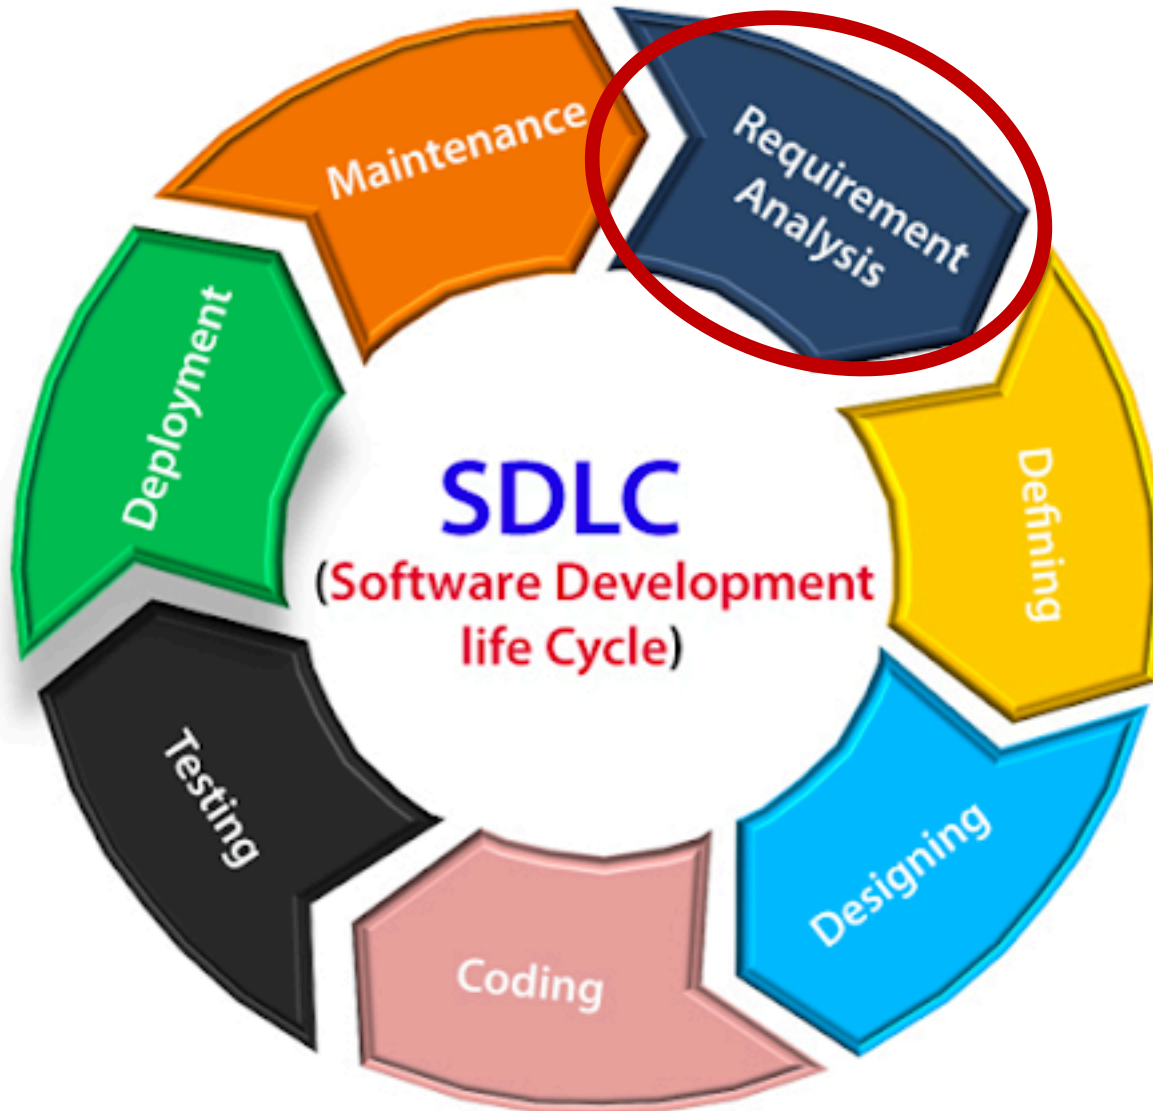 Requirement
Analysis
Defining
Designing
Coding
Testing
Deployment
Maintenance
SDLC
(Software Development
life Cycle)